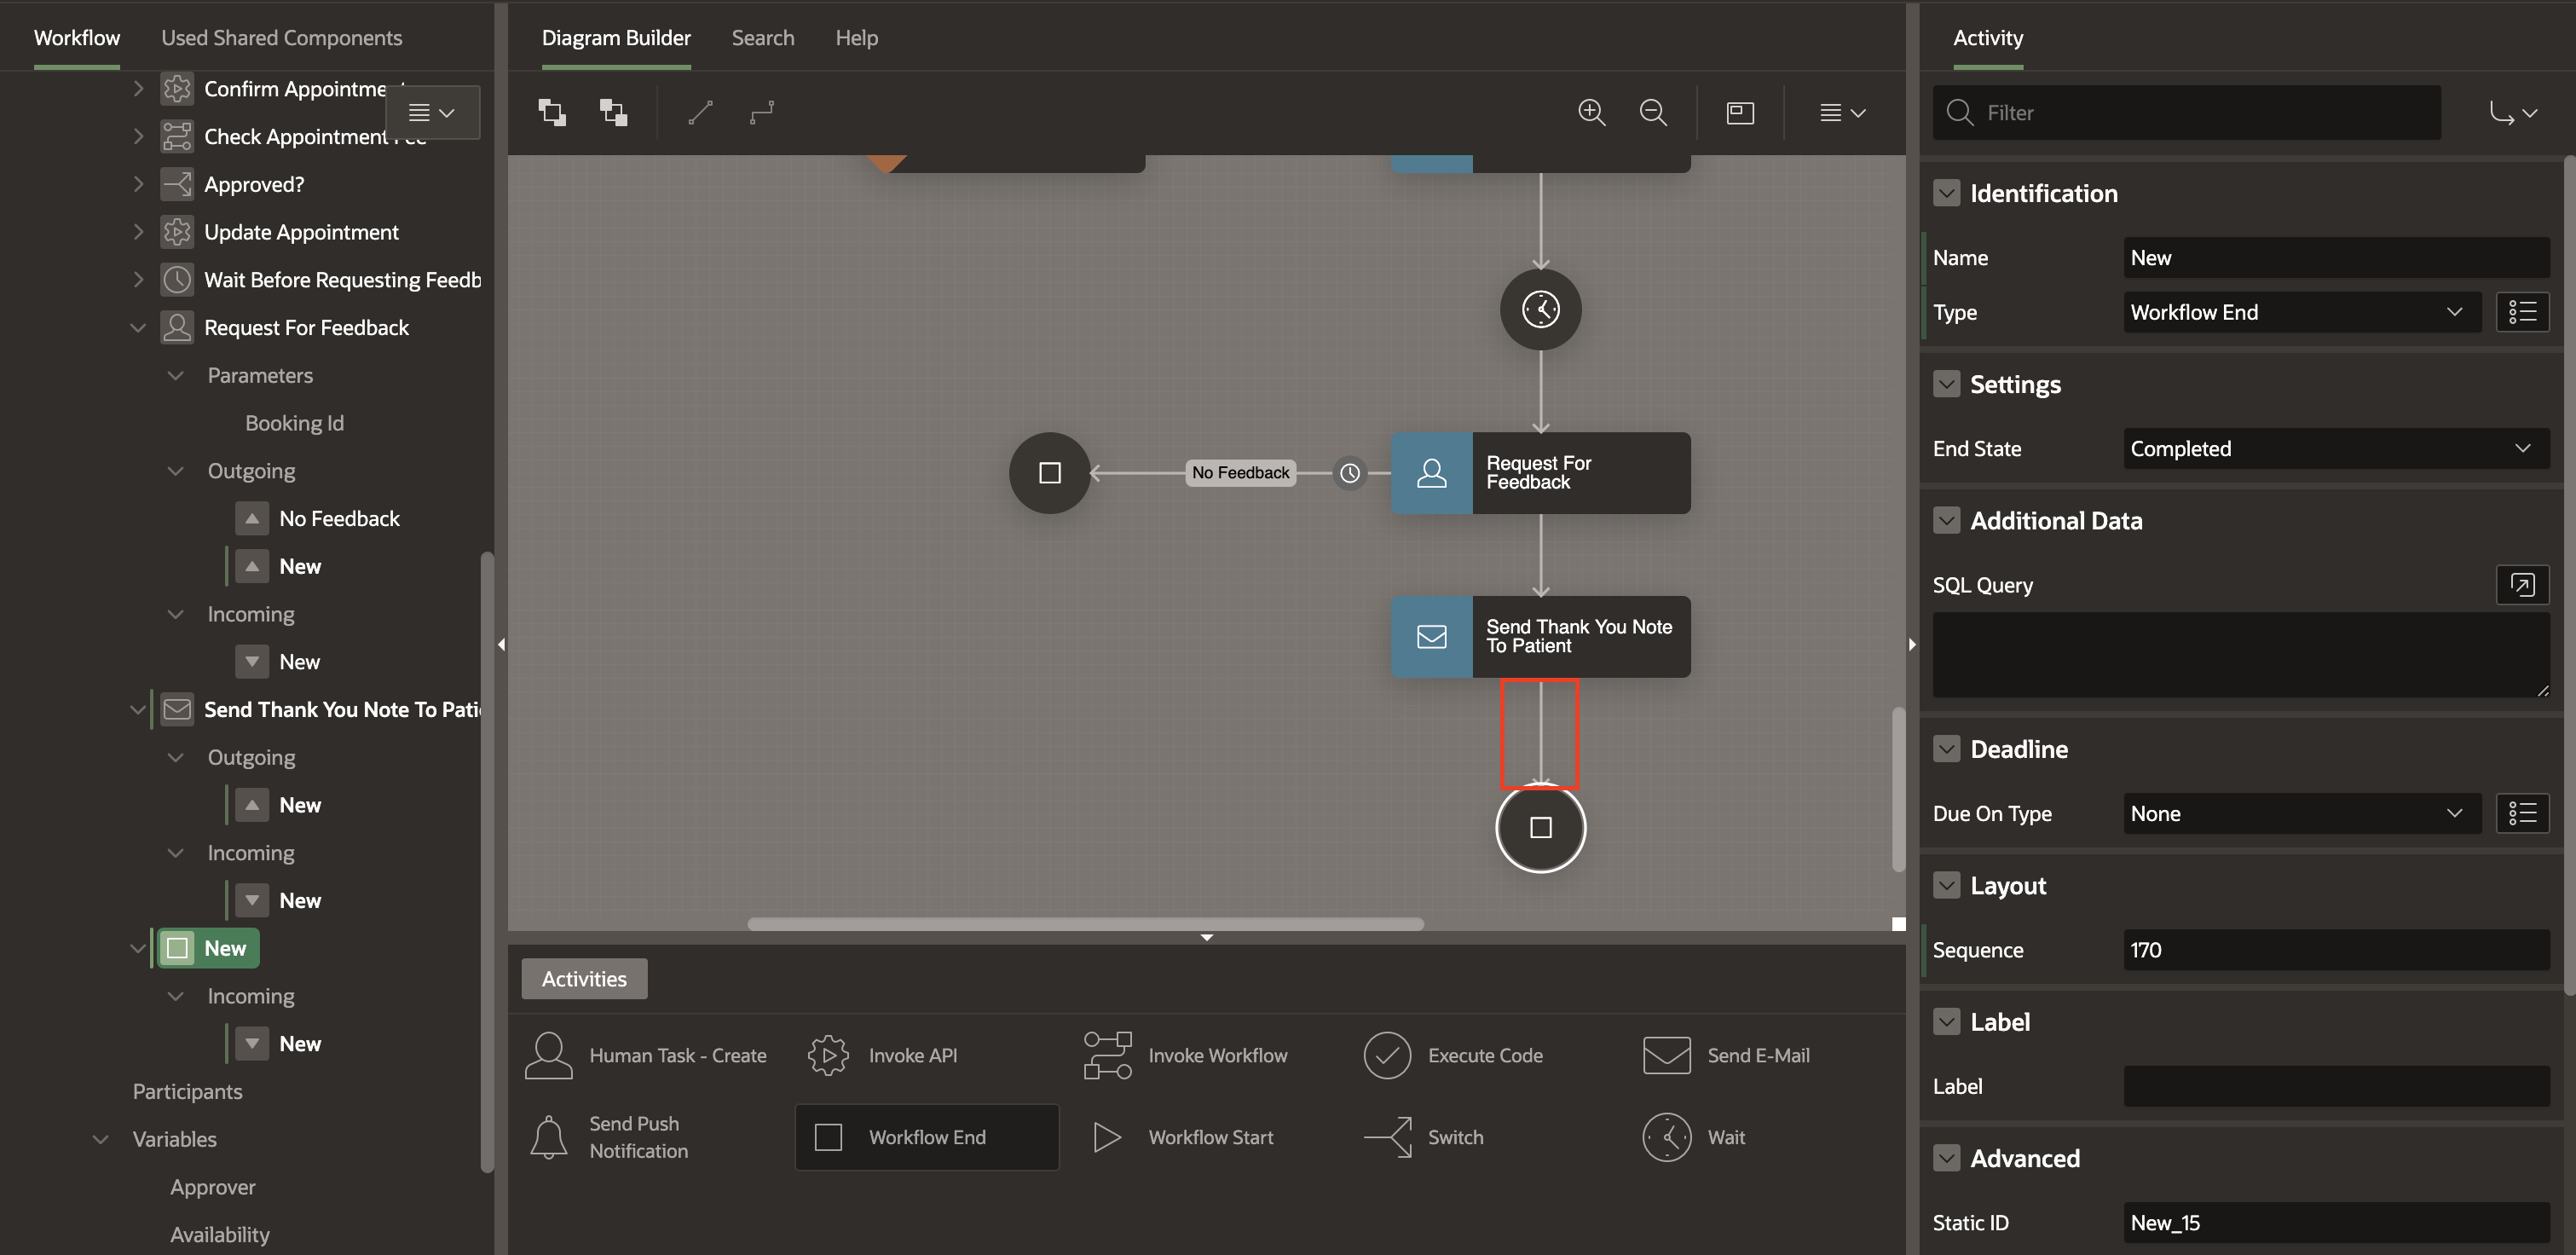 Workflow
Used Shared Components
Confirm Appointme
Check Appointment Fee
Approved?
Update Appointment
Wait Before Requesting Feedb
Request For Feedback
Parameters
Booking Id
Outgoing
No Feedback
New
Incoming
New
Send Thank You Note To Pati
Outgoing
New
Incoming
New
New
Incoming
New
Participants
Variables
Approver
Availability
Diagram Builder
Search
Help
No Feedback
Request For
Feedback
Send Thank You Note
To Patient
Activities
Human Task - Create
Invoke API
Invoke Workflow
Execute Code
Send E-Mail
Send Push
Notification
Workflow End
Workflow Start
Switch
Wait
Activity
Filter
Identification
Name
New
Type
Workflow End
Settings
End State
Completed
Additional Data
SQL Query
Deadline
Due On Type
None
Layout
Sequence
170
Label
Label
Advanced
Static ID
New_15